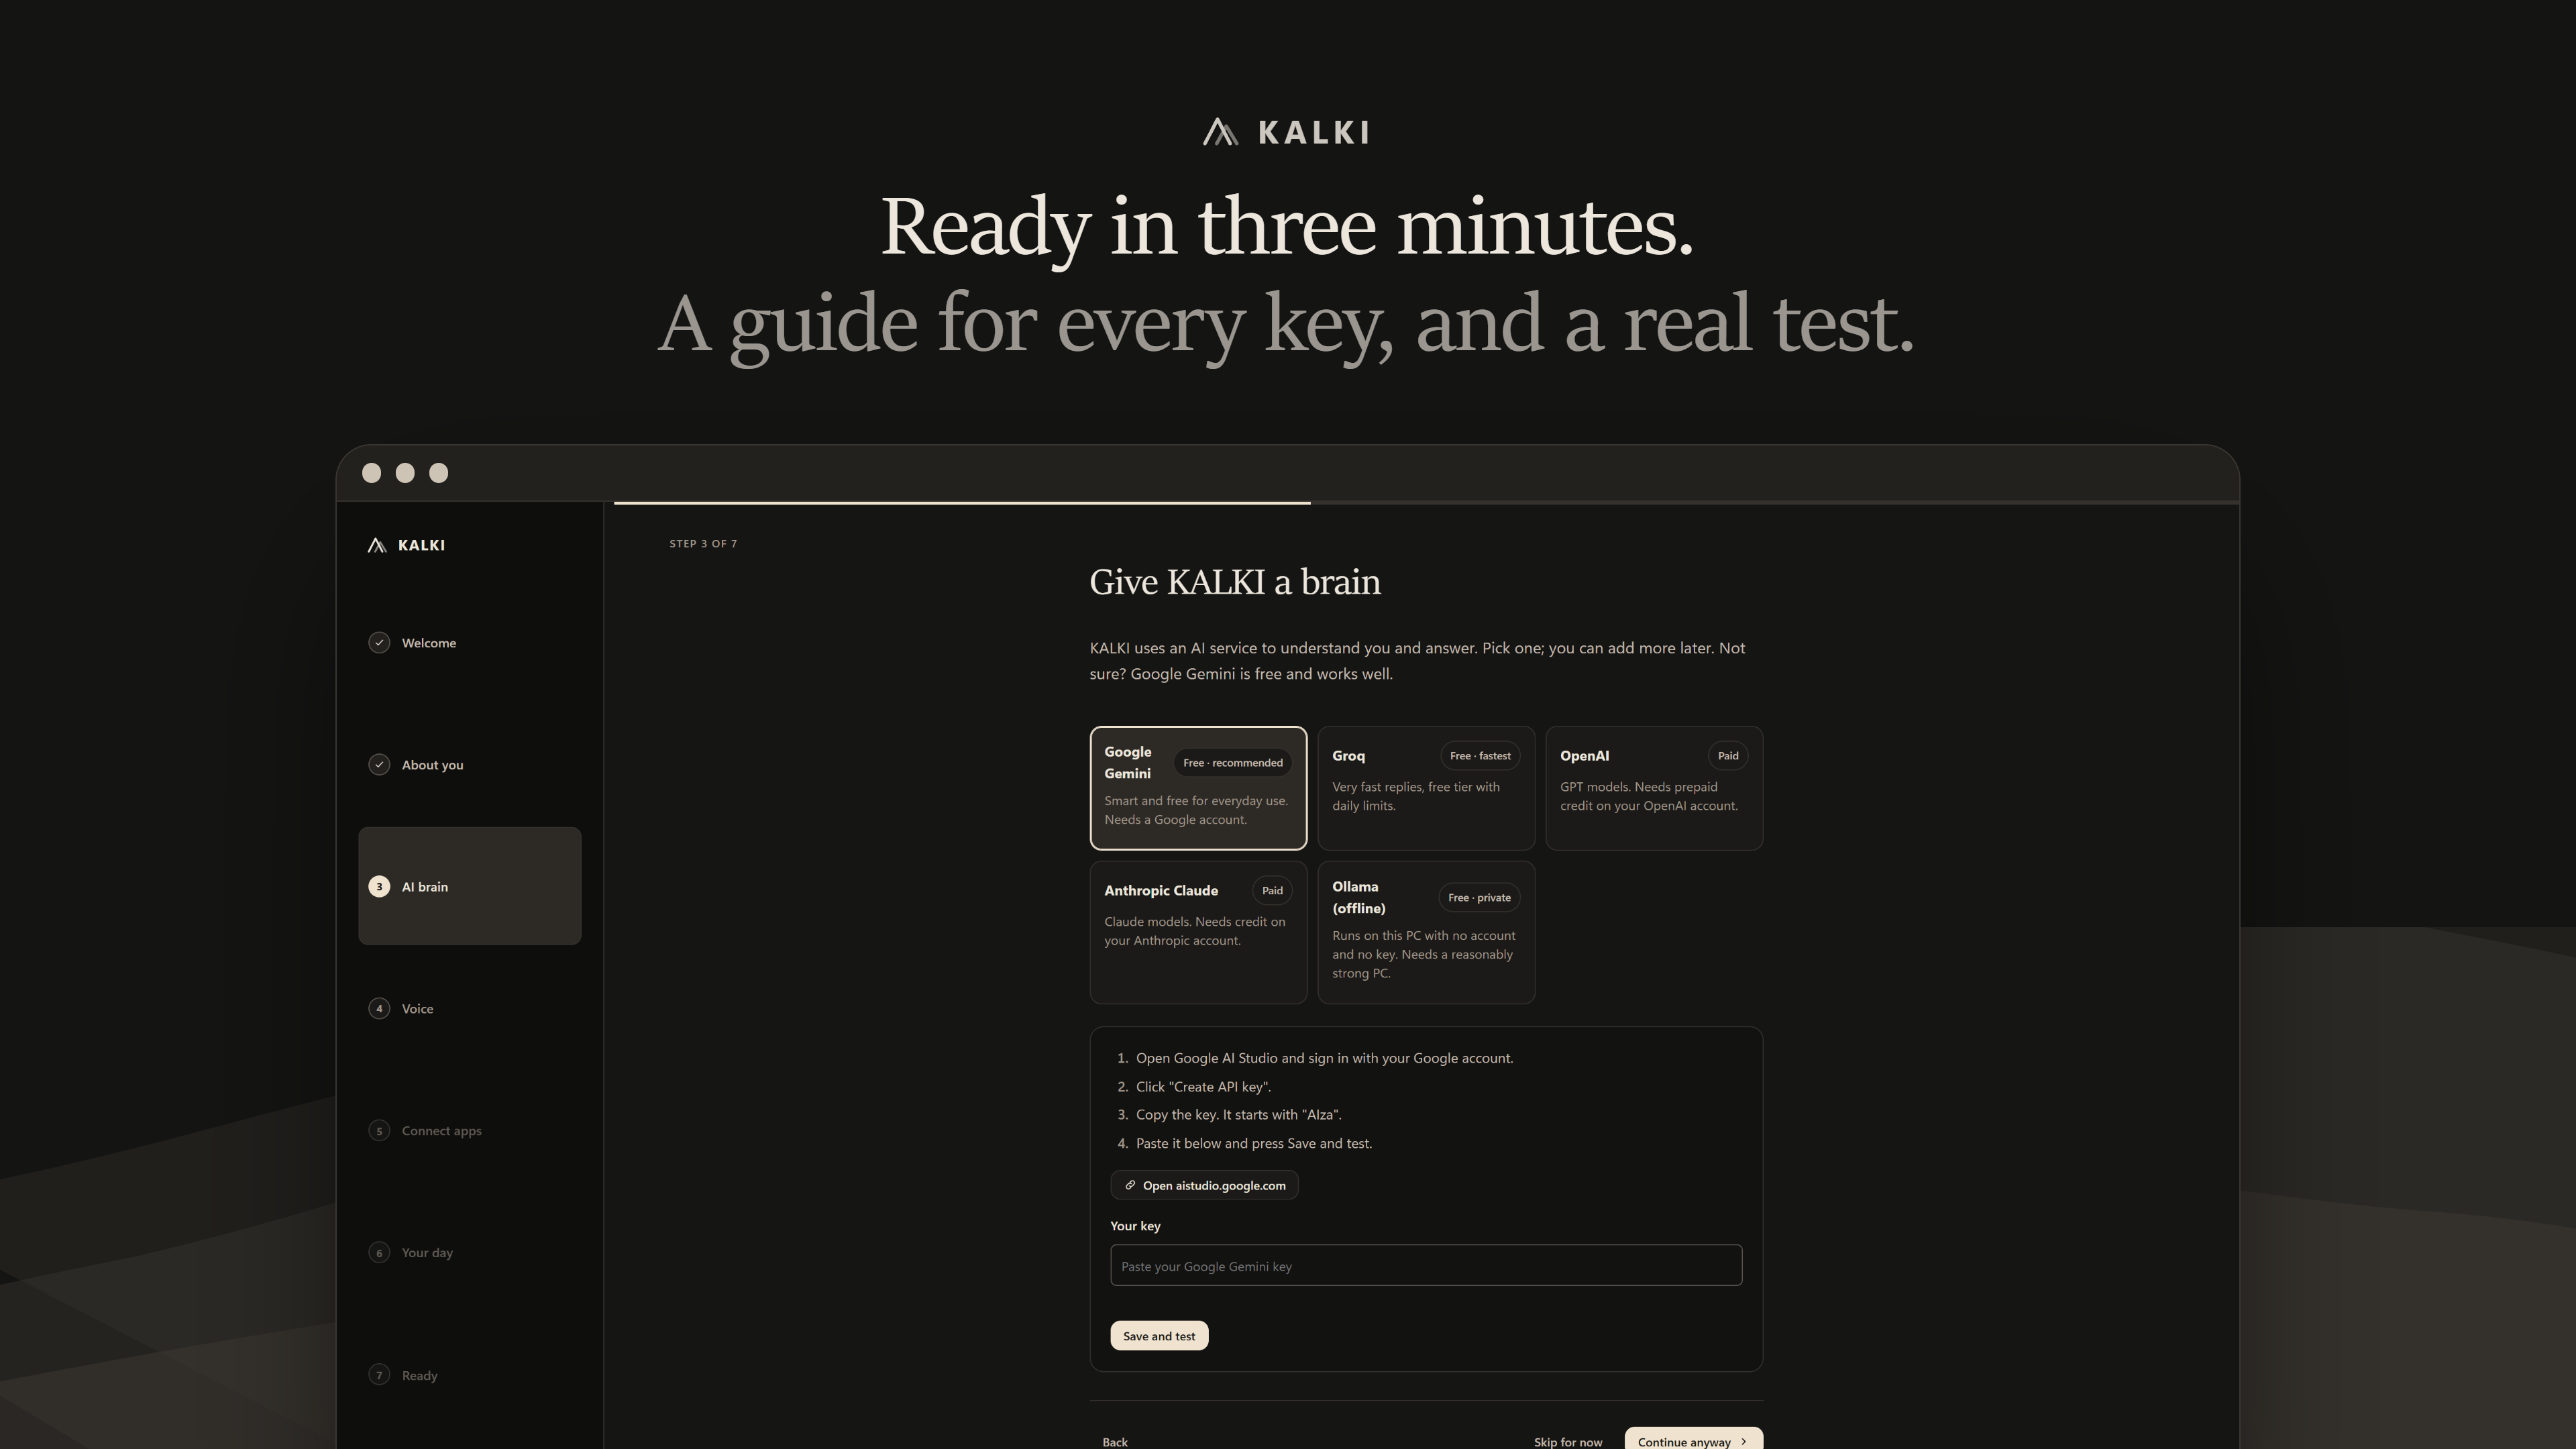 KALKI
Ready in three minutes.
A guide for every key, and a real test.
KALKI
Welcome
About you
3 AI brain
4 Voice
5 Connect apps
6 Your day
7 Ready
STEP 3 OF 7
Give KALKI a brain
KALKI uses an AI service to understand you and answer. Pick one; you can add more later. Not
sure? Google Gemini is free and works well.
Google
Gemini
Free · recommended
Smart and free for everyday use.
Needs a Google account.
Groq
Free · fastest
Very fast replies, free tier with
daily limits.
OpenAI
Paid
GPT models. Needs prepaid
credit on your OpenAI account.
Anthropic Claude
Paid
Claude models. Needs credit on
your Anthropic account.
Ollama
(offline)
Free · private
Runs on this PC with no account
and no key. Needs a reasonably
strong PC.
1. Open Google AI Studio and sign in with your Google account.
2. Click "Create API key".
3. Copy the key. It starts with "AIza".
4. Paste it below and press Save and test.
Open aistudio.google.com
Your key
Paste your Google Gemini key
Save and test
Back
Skip for now
Continue anyway